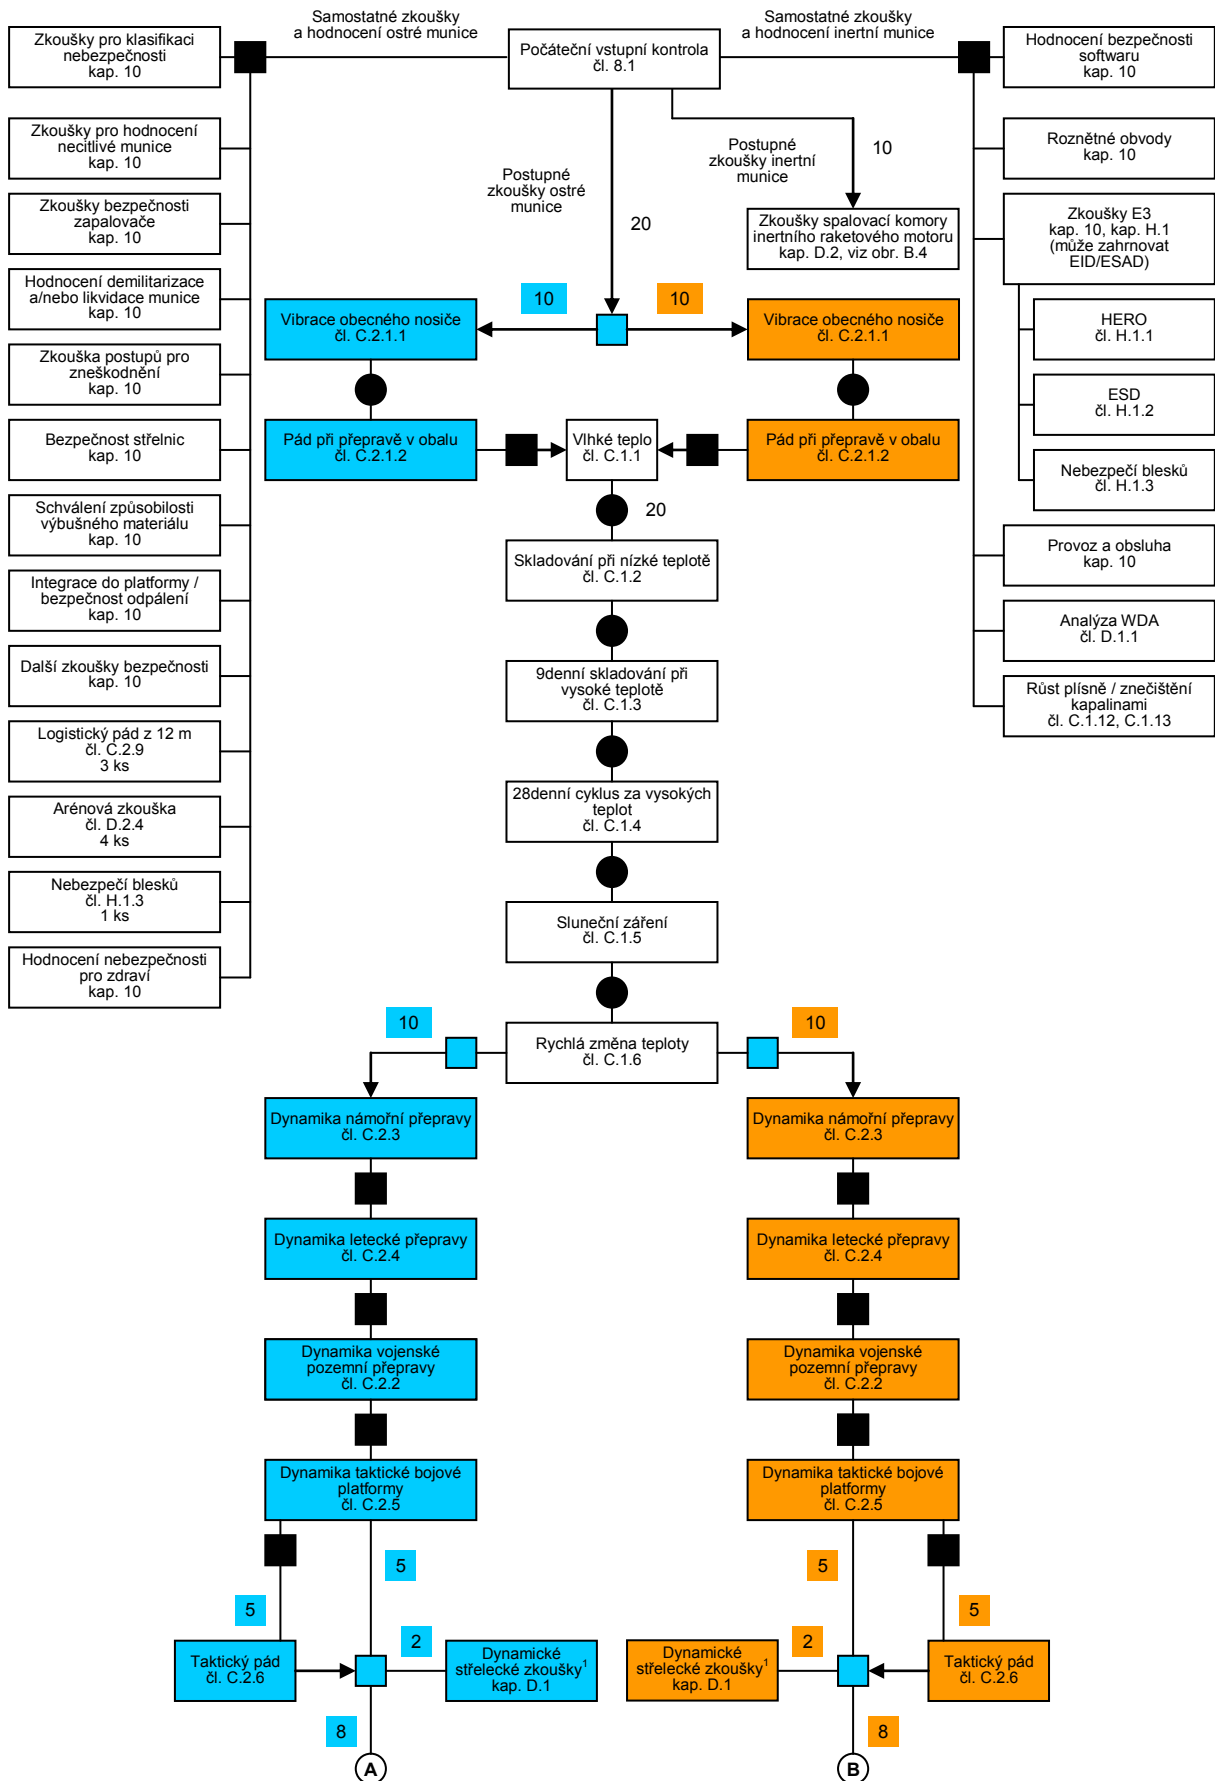 Samostatné zkoušky
a hodnocení ostré munice
Samostatné zkoušky
a hodnocení inertní munice
Počáteční vstupní kontrola
čl. 8.1
Zkoušky pro klasifikaci
nebezpečnosti
kap. 10
Zkoušky pro hodnocení
necitlivé munice
kap. 10
Zkoušky bezpečnosti
zapalovače
kap. 10
Hodnocení demilitarizace
a/nebo likvidace munice
kap. 10
Zkouška postupů pro
zneškodnění
kap. 10
Bezpečnost střelnic
kap. 10
Schválení způsobilosti
výbušného materiálu
kap. 10
Integrace do platformy /
bezpečnost odpálení
kap. 10
Další zkoušky bezpečnosti
kap. 10
Logistický pád z 12 m
čl. C.2.9
3 ks
Arénová zkouška
čl. D.2.4
4 ks
Nebezpečí blesků
čl. H.1.3
1 ks
Hodnocení nebezpečnosti
pro zdraví
kap. 10
Hodnocení bezpečnosti
softwaru
kap. 10
Roznětné obvody
kap. 10
Zkoušky E3
kap. 10, kap. H.1
(může zahrnovat
EID/ESAD)
HERO
čl. H.1.1
ESD
čl. H.1.2
Nebezpečí blesků
čl. H.1.3
Provoz a obsluha
kap. 10
Analýza WDA
čl. D.1.1
Růst plísně / znečištění
kapalinami
čl. C.1.12, C.1.13
Postupné
zkoušky ostré
munice
20
Postupné
zkoušky inertní
munice
10
Zkoušky spalovací komory
inertního raketového motoru
kap. D.2, viz obr. B.4
10
10
Vibrace obecného nosiče
čl. C.2.1.1
Vibrace obecného nosiče
čl. C.2.1.1
Pád při přepravě v obalu
čl. C.2.1.2
Vlhké teplo
čl. C.1.1
Pád při přepravě v obalu
čl. C.2.1.2
20
Skladování při nízké teplotě
čl. C.1.2
9denní skladování při
vysoké teplotě
čl. C.1.3
28denní cyklus za vysokých
teplot
čl. C.1.4
Sluneční záření
čl. C.1.5
10
Rychlá změna teploty
čl. C.1.6
10
Dynamika námořní přepravy
čl. C.2.3
Dynamika námořní přepravy
čl. C.2.3
Dynamika letecké přepravy
čl. C.2.4
Dynamika letecké přepravy
čl. C.2.4
Dynamika vojenské
pozemní přepravy
čl. C.2.2
Dynamika vojenské
pozemní přepravy
čl. C.2.2
Dynamika taktické bojové
platformy
čl. C.2.5
Dynamika taktické bojové
platformy
čl. C.2.5
5
5
5
5
Taktický pád
čl. C.2.6
2
Dynamické
střelecké zkoušky¹
kap. D.1
Dynamické
střelecké zkoušky¹
kap. D.1
2
Taktický pád
čl. C.2.6
8
8
A
B